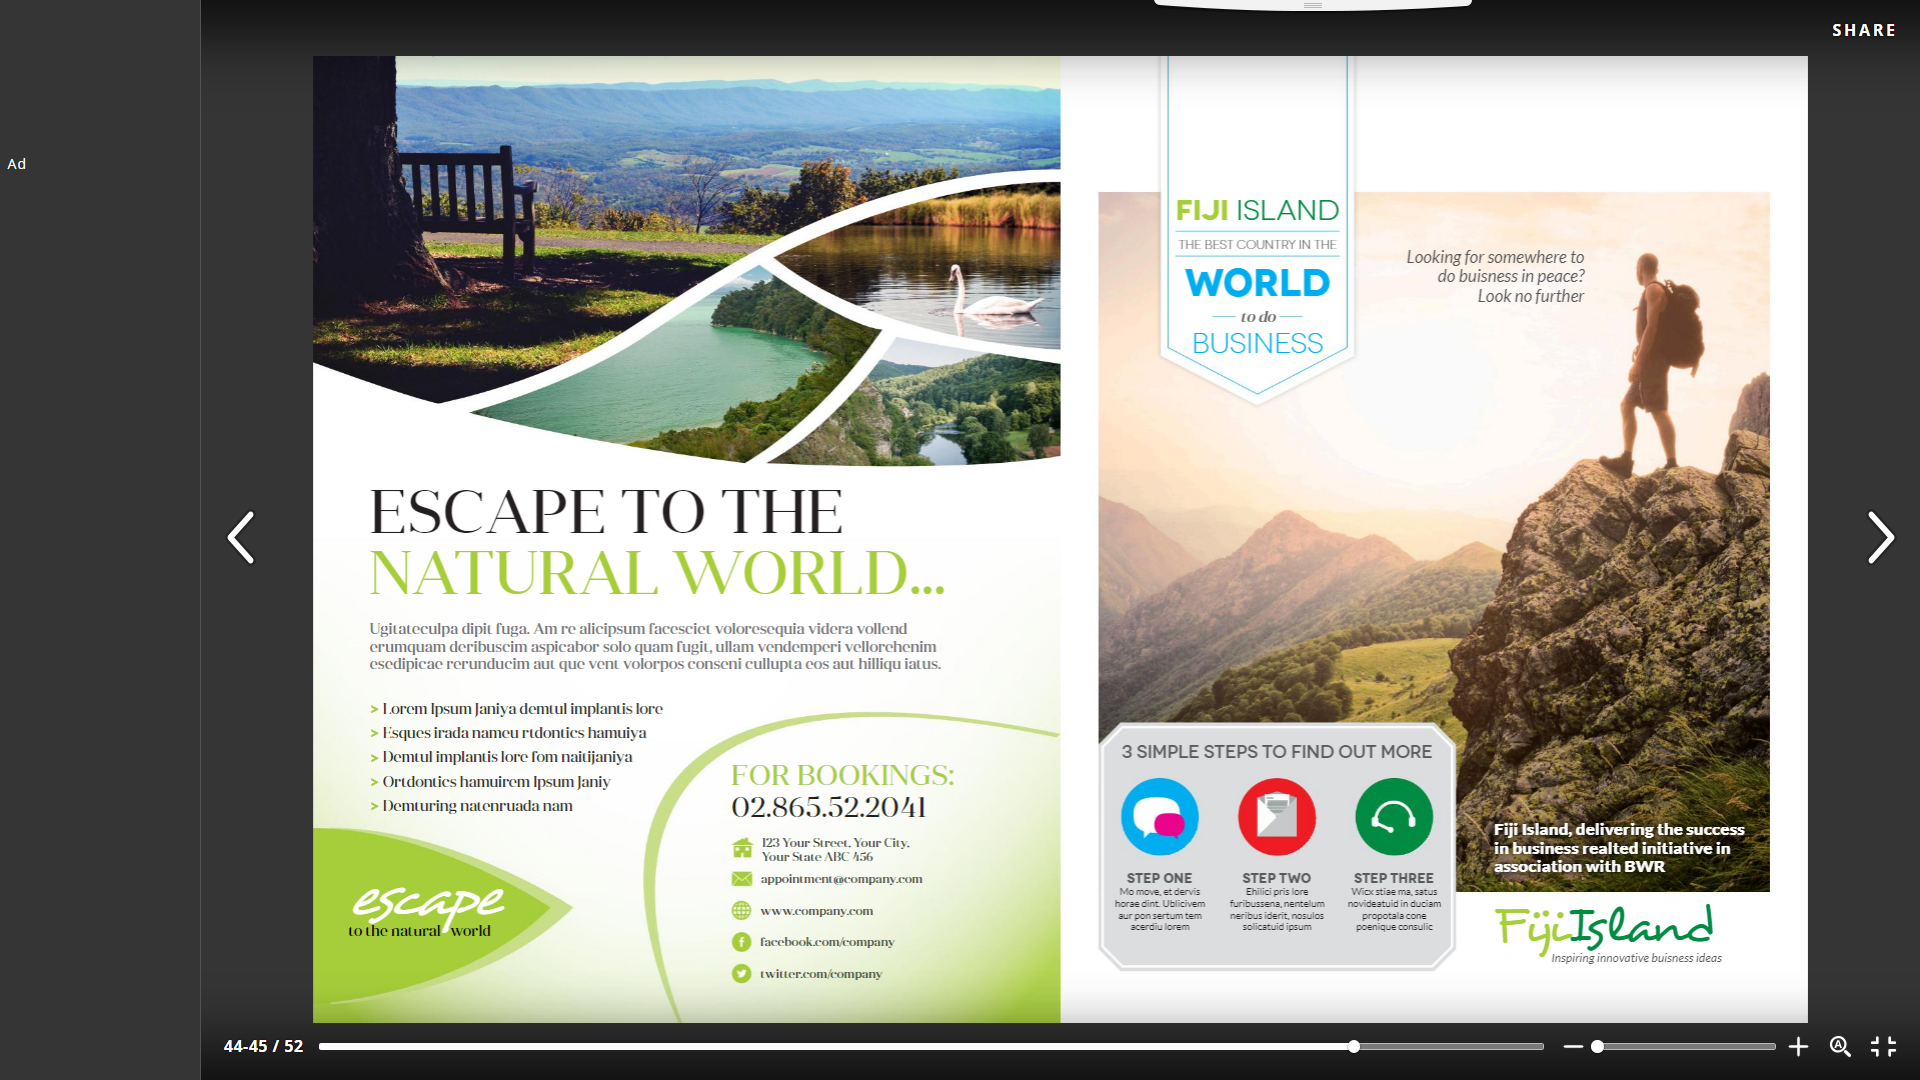 SHARE
Ad
ESCAPE TO THE
NATURAL WORLD...
Ugitateculpa dipit fuga. Am re alicipsum facesciet voloresequia videra vollend
erumquam deribuscim aspicabor solo quam fugit, ullam vendemperi vellorehenim
esedipicae rerunducim aut que vent volorpos conseni cullupta eos aut hilliqu iatus.
> Lorem Ipsum Janiya demtul implantis lore
> Esques irada nameu rtdontics hamuiya
> Demtul implantis lore fom naitijaniya
> Ortdontics hamuirem Ipsum Janiy
> Demturing natenruada nam
escape
to the natural world
FOR BOOKINGS:
02.865.52.2041
123 Your Street, Your City,
Your State ABC 456
appointment@company.com
www.company.com
facebook.com/company
twitter.com/company
FIJI ISLAND
THE BEST COUNTRY IN THE
WORLD
to do
BUSINESS
Looking for somewhere to
do buisness in peace?
Look no further
3 SIMPLE STEPS TO FIND OUT MORE
STEP ONE
Mo move, et dervis
horae dint. Ublicivem
aur pon sertum tem
acerdiu lorem
STEP TWO
Ehilici pris lore
furibussena, nentelum
neribus iderit, nosulos
solicatuid ipsum
STEP THREE
Wicx stiae ma, satus
novideatuid in duciam
propotala cone
poenique consulic
Fiji Island, delivering the success
in business realted initiative in
association with BWR
FijiIsland
Inspiring innovative buisness ideas
44-45 / 52